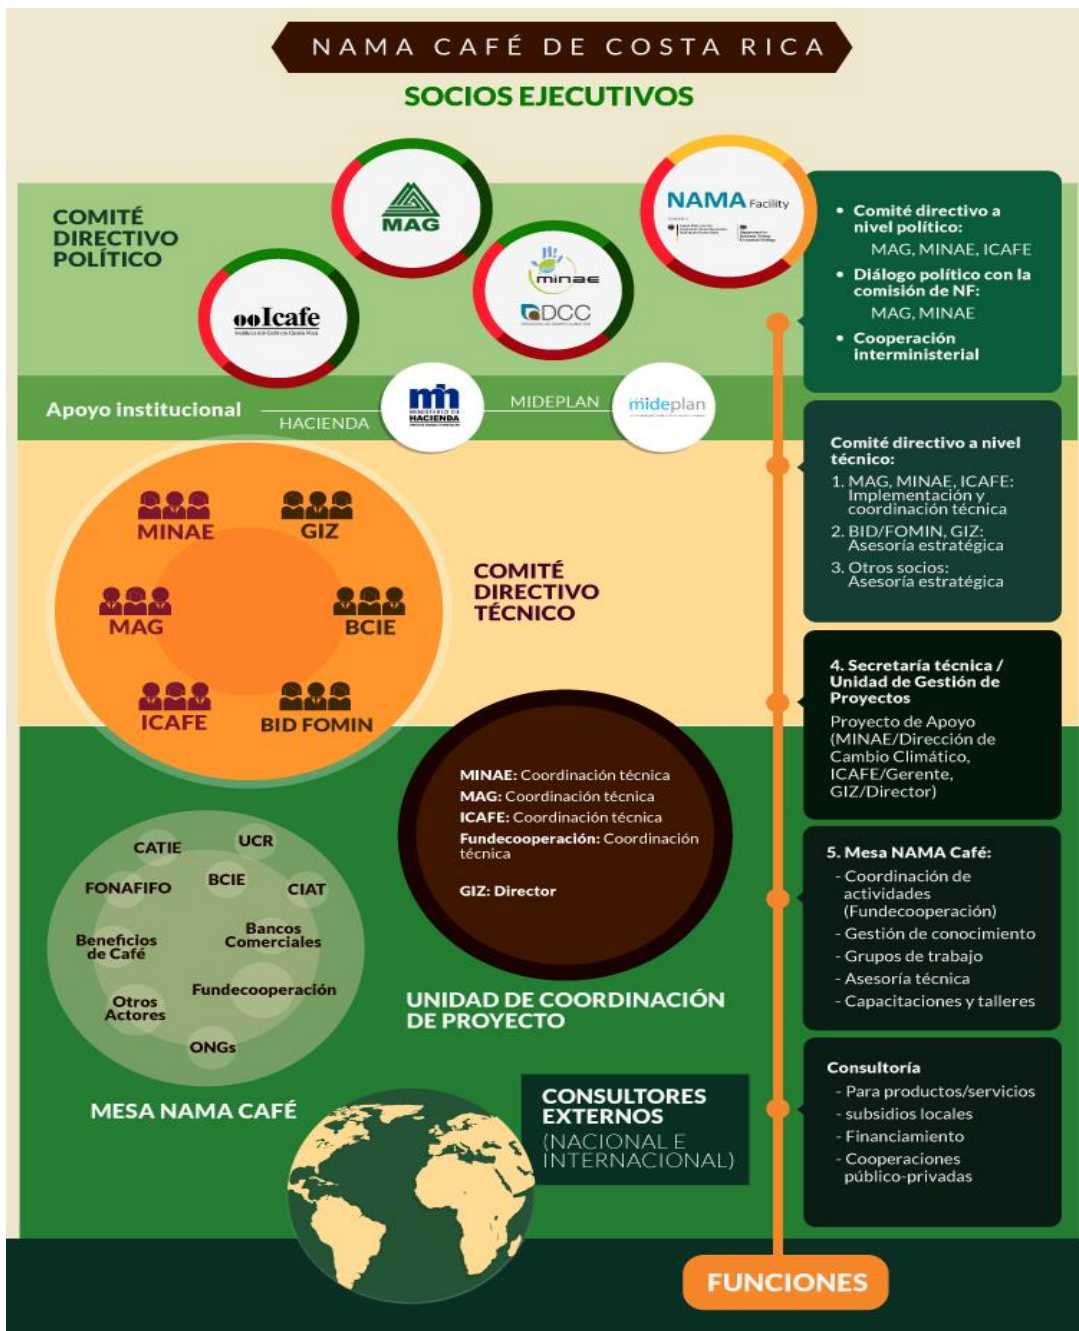 NAMA CAFÉ DE COSTA RICA
SOCIOS EJECUTIVOS
COMITÉ
DIRECTIVO
POLÍTICO
MAG
NAMA Facility
minae
DCC
Icafe
Apoyo institucional
HACIENDA
MINISTERIO DE
HACIENDA
MIDEPLAN
mideplan
MINAE
GIZ
MAG
BCIE
ICAFE
BID FOMIN
COMITÉ
DIRECTIVO
TÉCNICO
MINAE: Coordinación técnica
MAG: Coordinación técnica
ICAFE: Coordinación técnica
Fundecooperación: Coordinación
técnica
GIZ: Director
UNIDAD DE COORDINACIÓN
DE PROYECTO
CATIE
UCR
FONAFIFO
BCIE
CIAT
Beneficios
de Café
Bancos
Comerciales
Fundecooperación
Otros
Actores
ONGs
MESA NAMA CAFÉ
CONSULTORES
EXTERNOS
(NACIONAL E
INTERNACIONAL)
• Comité directivo a
nivel político:
MAG, MINAE, ICAFE
• Diálogo político con la
comisión de NF:
MAG, MINAE
• Cooperación
interministerial
Comité directivo a nivel
técnico:
1. MAG, MINAE, ICAFE:
Implementación y
coordinación técnica
2. BID/FOMIN, GIZ:
Asesoría estratégica
3. Otros socios:
Asesoría estratégica
4. Secretaría técnica /
Unidad de Gestión de
Proyectos
Proyecto de Apoyo
(MINAE/Dirección de
Cambio Climático,
ICAFE/Gerente,
GIZ/Director)
5. Mesa NAMA Café:
- Coordinación de
actividades
(Fundecooperación)
- Gestión de conocimiento
- Grupos de trabajo
- Asesoría técnica
- Capacitaciones y talleres
Consultoría
- Para productos/servicios
- subsidios locales
- Financiamiento
- Cooperaciones
público-privadas
FUNCIONES